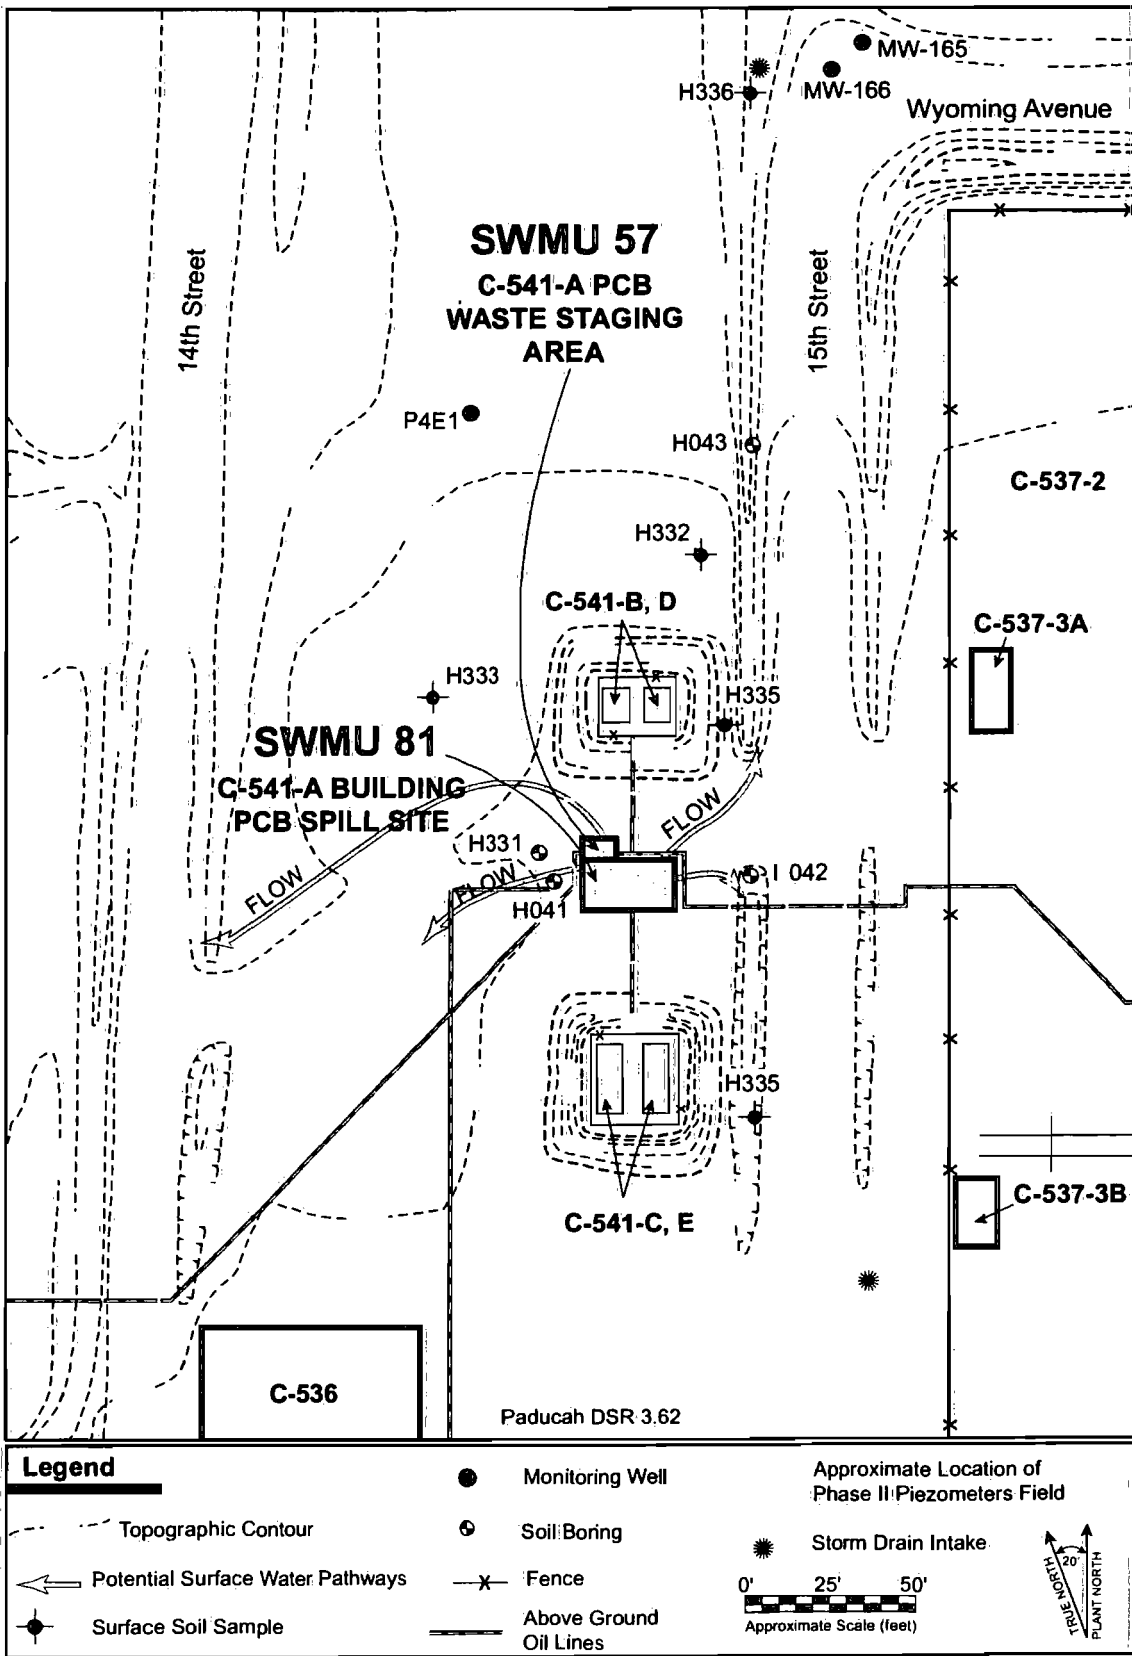 MW-165
MW-166
H336
Wyoming Avenue
14th Street
SWMU 57
C-541-A PCB
WASTE STAGING
AREA
15th Street
P4E1
H043
C-537-2
H332
C-541-B, D
C-537-3A
H333
H335
SWMU 81
C-541-A BUILDING
PCB SPILL SITE
FLOW
H331
FLOW
FLOW
I 042
H041
H335
C-537-3B
C-541-C, E
C-536
Paducah DSR 3.62
Legend
Topographic Contour
Potential Surface Water Pathways
Surface Soil Sample
Monitoring Well
Soil Boring
Fence
Above Ground
Oil Lines
Approximate Location of
Phase II Piezometers Field
Storm Drain Intake
0' 25' 50'
Approximate Scale (feet)
TRUE NORTH
20'
PLANT NORTH